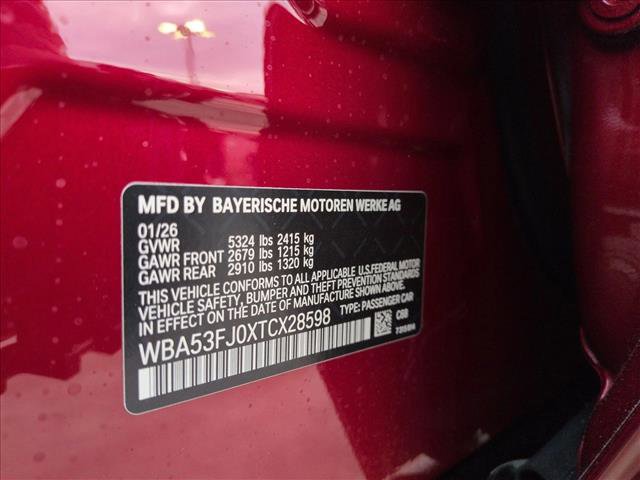 MFD BY BAYERISCHE MOTOREN WERKE AG
01/26
GVWR 5324 lbs 2415 kg
GAWR FRONT 2679 lbs 1215 kg
GAWR REAR 2910 lbs 1320 kg
THIS VEHICLE CONFORMS TO ALL APPLICABLE U.S. FEDERAL MOTOR
VEHICLE SAFETY, BUMPER AND THEFT PREVENTION STANDARDS
IN EFFECT ON THE DATE OF MANUFACTURE SHOWN ABOVE.
WBA53FJ0XTCX28598 TYPE: PASSENGER CAR
C6B